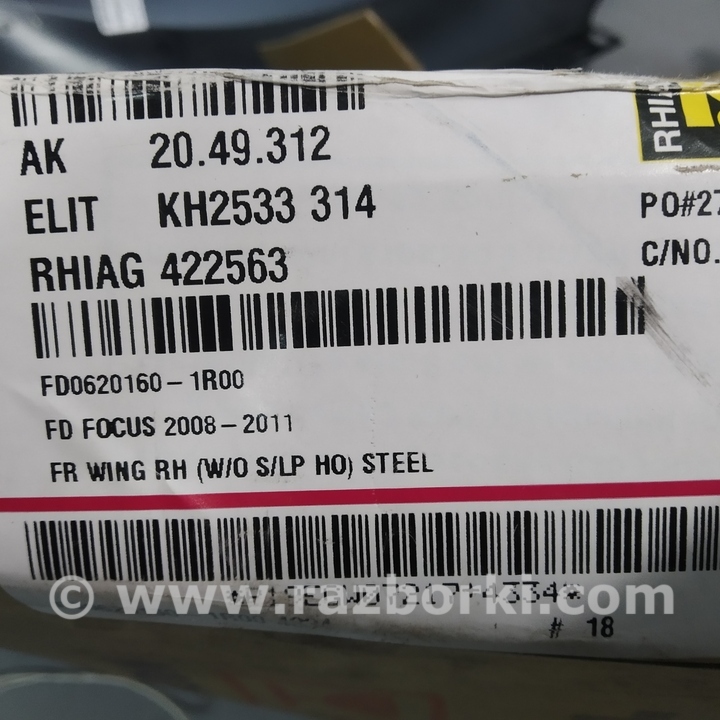 AK 20.49.312
RHIA
ELIT KH2533 314
PO#27
RHIAG 422563
C/NO.
FD0620160-1R00
FD FOCUS 2008-2011
FR WING RH (W/O S/LP HO) STEEL
© www.razborki.com
# 18